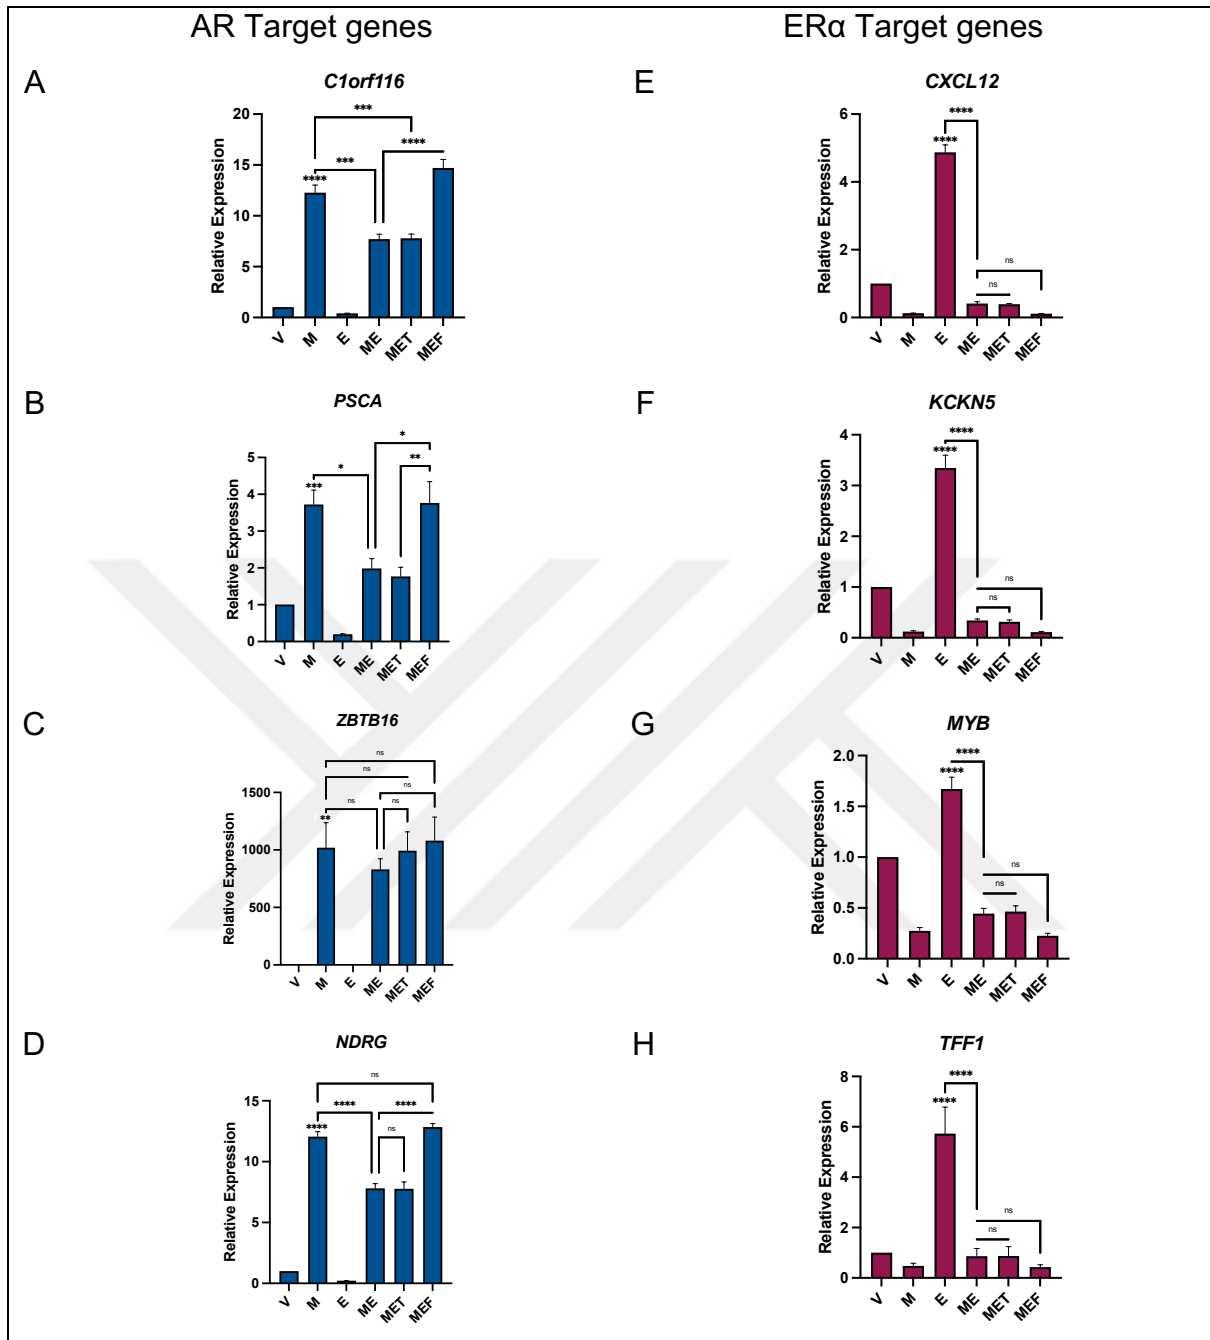 AR Target genes
ERα Target genes
A
C1orf116
Relative Expression
20
15
10
5
0
***
***
****
****
V M E ME MET MEF
E
CXCL12
Relative Expression
6
4
2
0
****
****
ns
ns
V M E ME MET MEF
B
PSCA
Relative Expression
5
4
3
2
1
0
*
**
*
***
V M E ME MET MEF
F
KCKN5
Relative Expression
4
3
2
1
0
****
****
ns
ns
V M E ME MET MEF
C
ZBTB16
Relative Expression
1500
1000
500
0
ns
ns
ns
ns
ns
**
V M E ME MET MEF
G
MYB
Relative Expression
2.0
1.5
1.0
0.5
0.0
****
****
ns
ns
V M E ME MET MEF
D
NDRG
Relative Expression
15
10
5
0
ns
****
****
ns
****
V M E ME MET MEF
H
TFF1
Relative Expression
8
6
4
2
0
****
****
ns
ns
V M E ME MET MEF